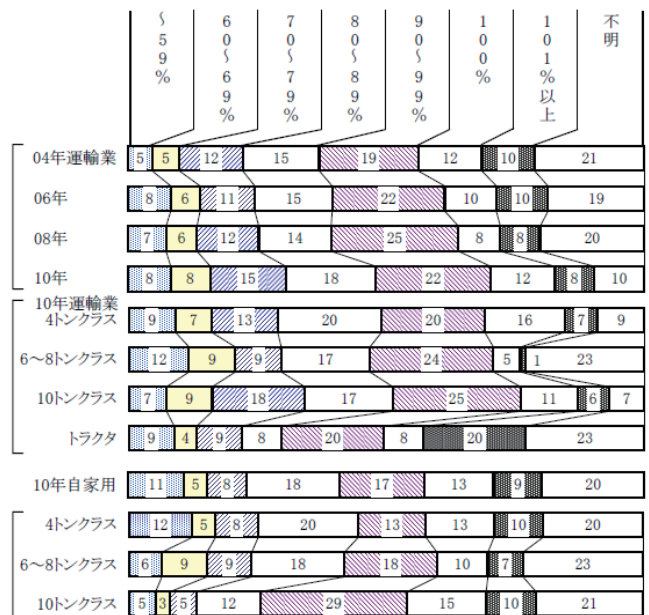 ～59%
60～69%
70～79%
80～89%
90～99%
100%
101%以上
不明
04年運輸業 5 5 12 15 19 12 10 21
06年 8 6 11 15 22 10 10 19
08年 7 6 12 14 25 8 8 20
10年 8 8 15 18 22 12 8 10
10年運輸業
4トンクラス 9 7 13 20 20 16 7 9
6～8トンクラス 12 9 9 17 24 5 1 23
10トンクラス 7 9 18 17 25 11 6 7
トラクタ 9 4 9 8 20 8 20 23
10年自家用 11 5 8 18 17 13 9 20
4トンクラス 12 5 8 20 13 13 10 20
6～8トンクラス 6 9 9 18 18 10 7 23
10トンクラス 5 3 5 12 29 15 10 21